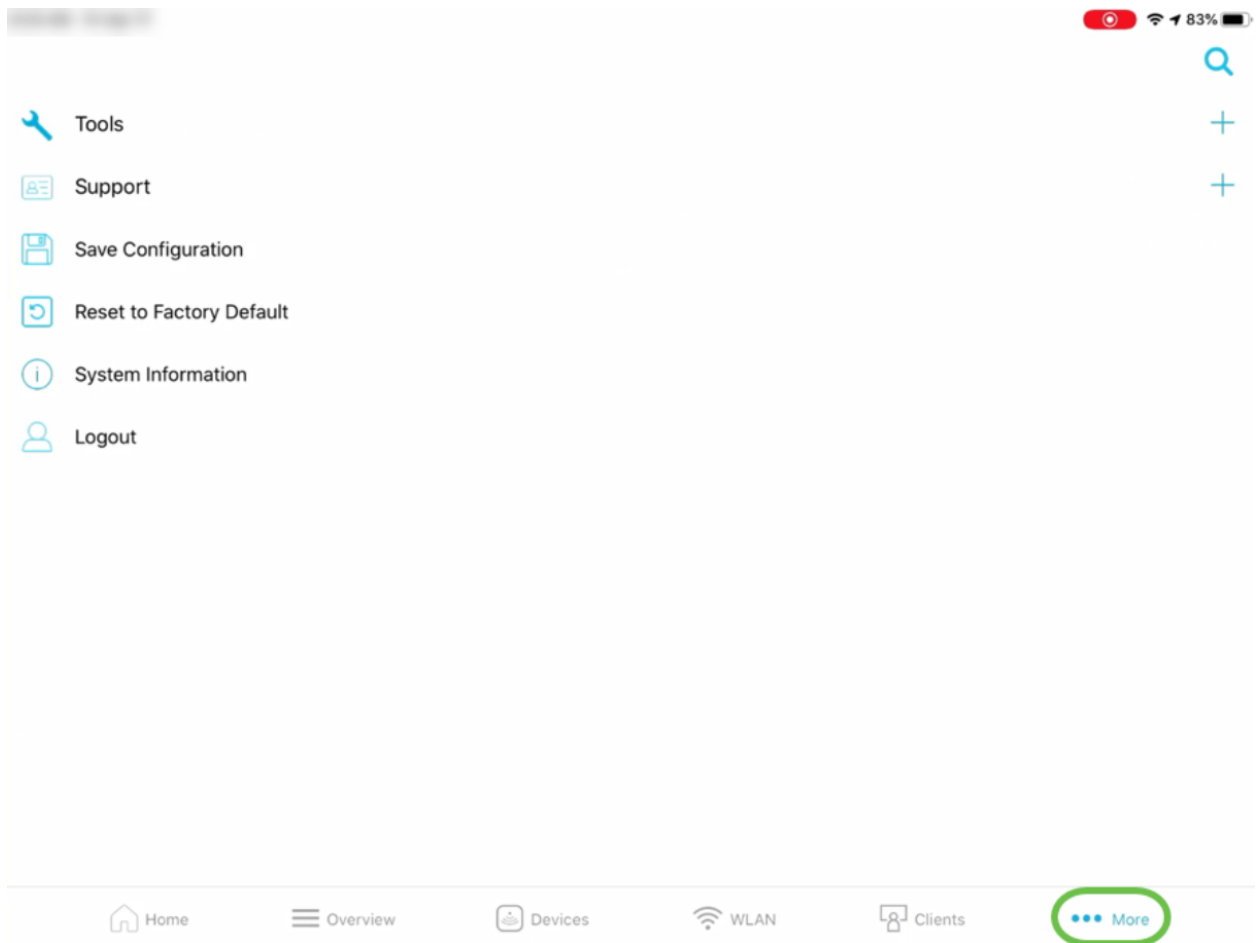 83%
Tools
Support
Save Configuration
Reset to Factory Default
System Information
Logout
Home Overview Devices WLAN Clients More